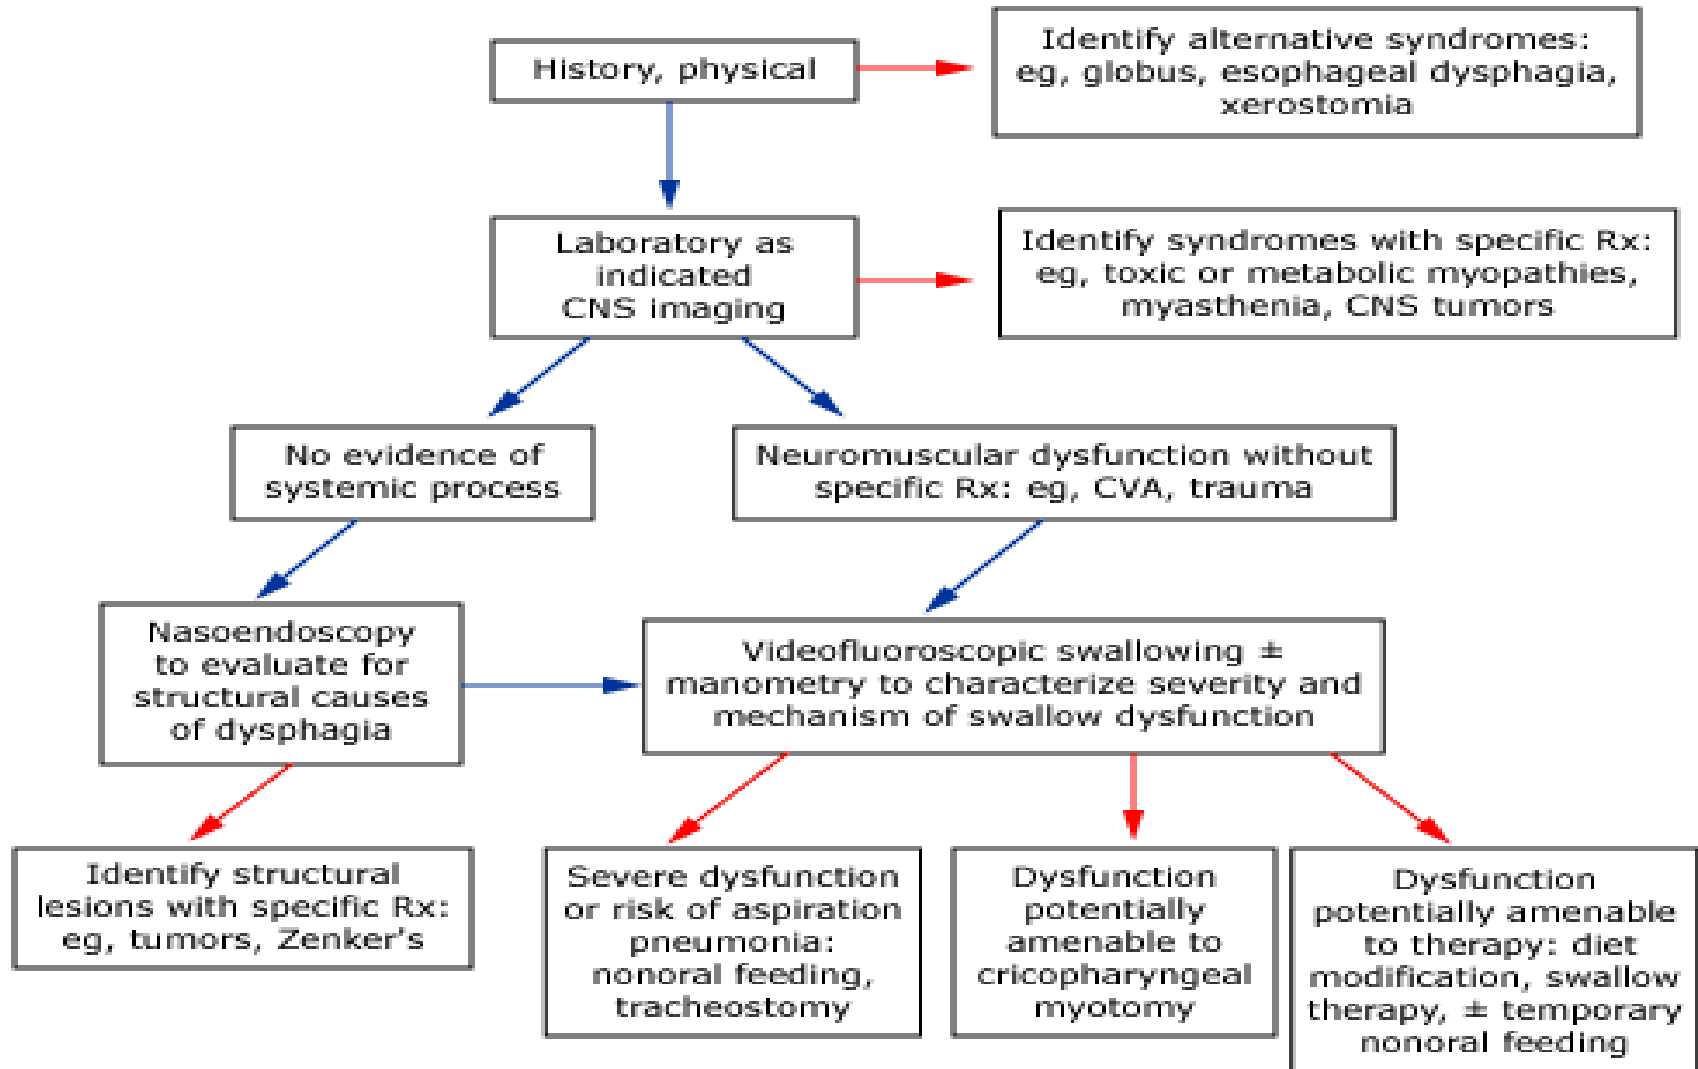 History, physical
Identify alternative syndromes:
eg, globus, esophageal dysphagia,
xerostomia
Laboratory as
indicated
CNS imaging
Identify syndromes with specific Rx:
eg, toxic or metabolic myopathies,
myasthenia, CNS tumors
No evidence of
systemic process
Neuromuscular dysfunction without
specific Rx: eg, CVA, trauma
Nasoendoscopy
to evaluate for
structural causes
of dysphagia
Videofluoroscopic swallowing ±
manometry to characterize severity and
mechanism of swallow dysfunction
Identify structural
lesions with specific Rx:
eg, tumors, Zenker's
Severe dysfunction
or risk of aspiration
pneumonia:
nonoral feeding,
tracheostomy
Dysfunction
potentially
amenable to
cricopharyngeal
myotomy
Dysfunction
potentially amenable
to therapy: diet
modification, swallow
therapy, ± temporary
nonoral feeding